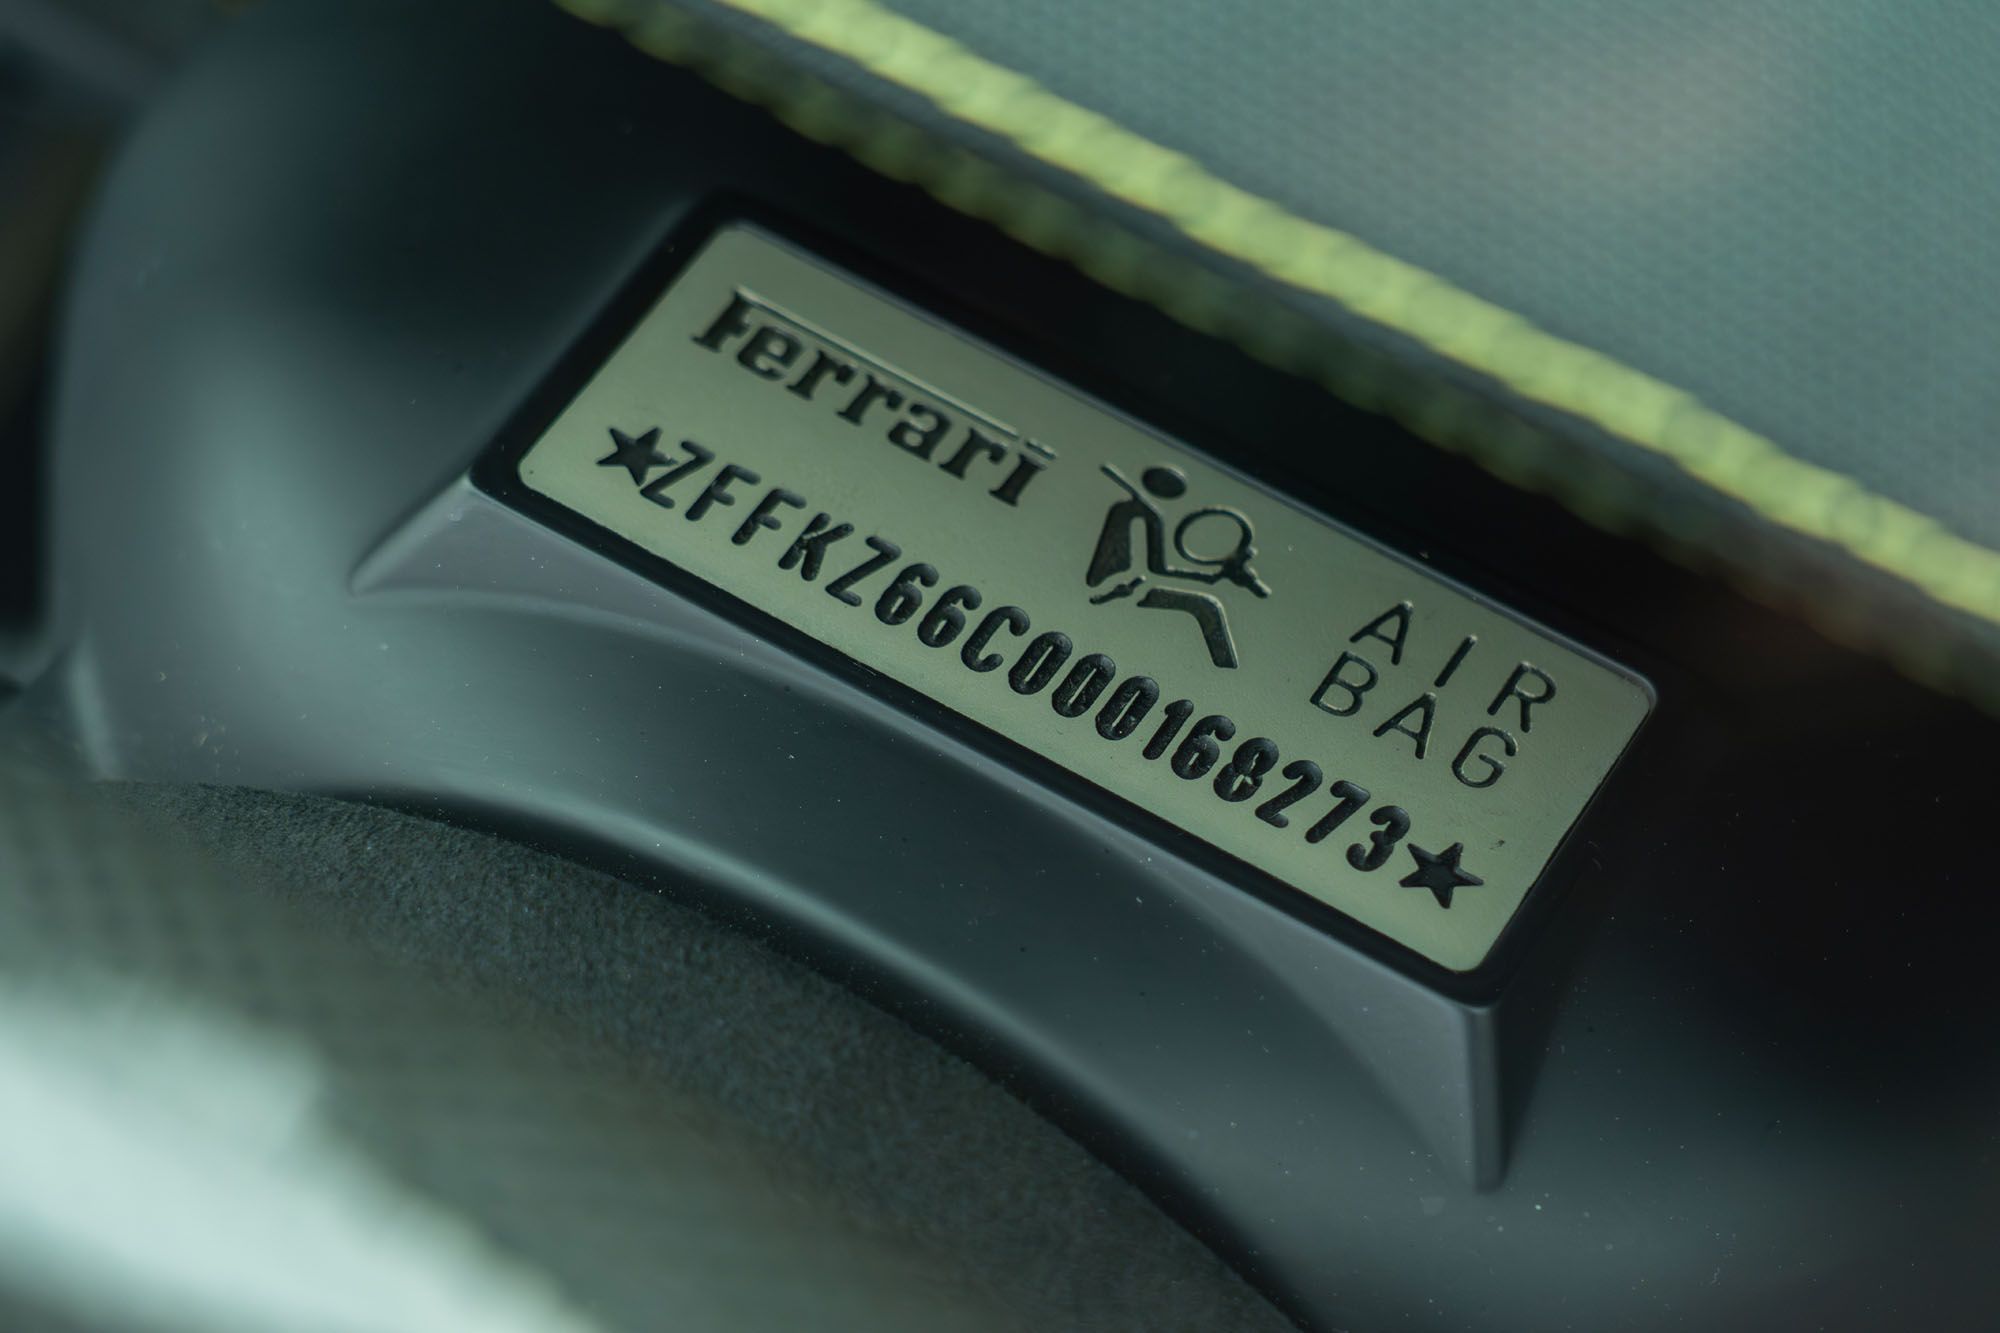 Ferrari
AIR
BAG
★ZFFKZ66C000168273★